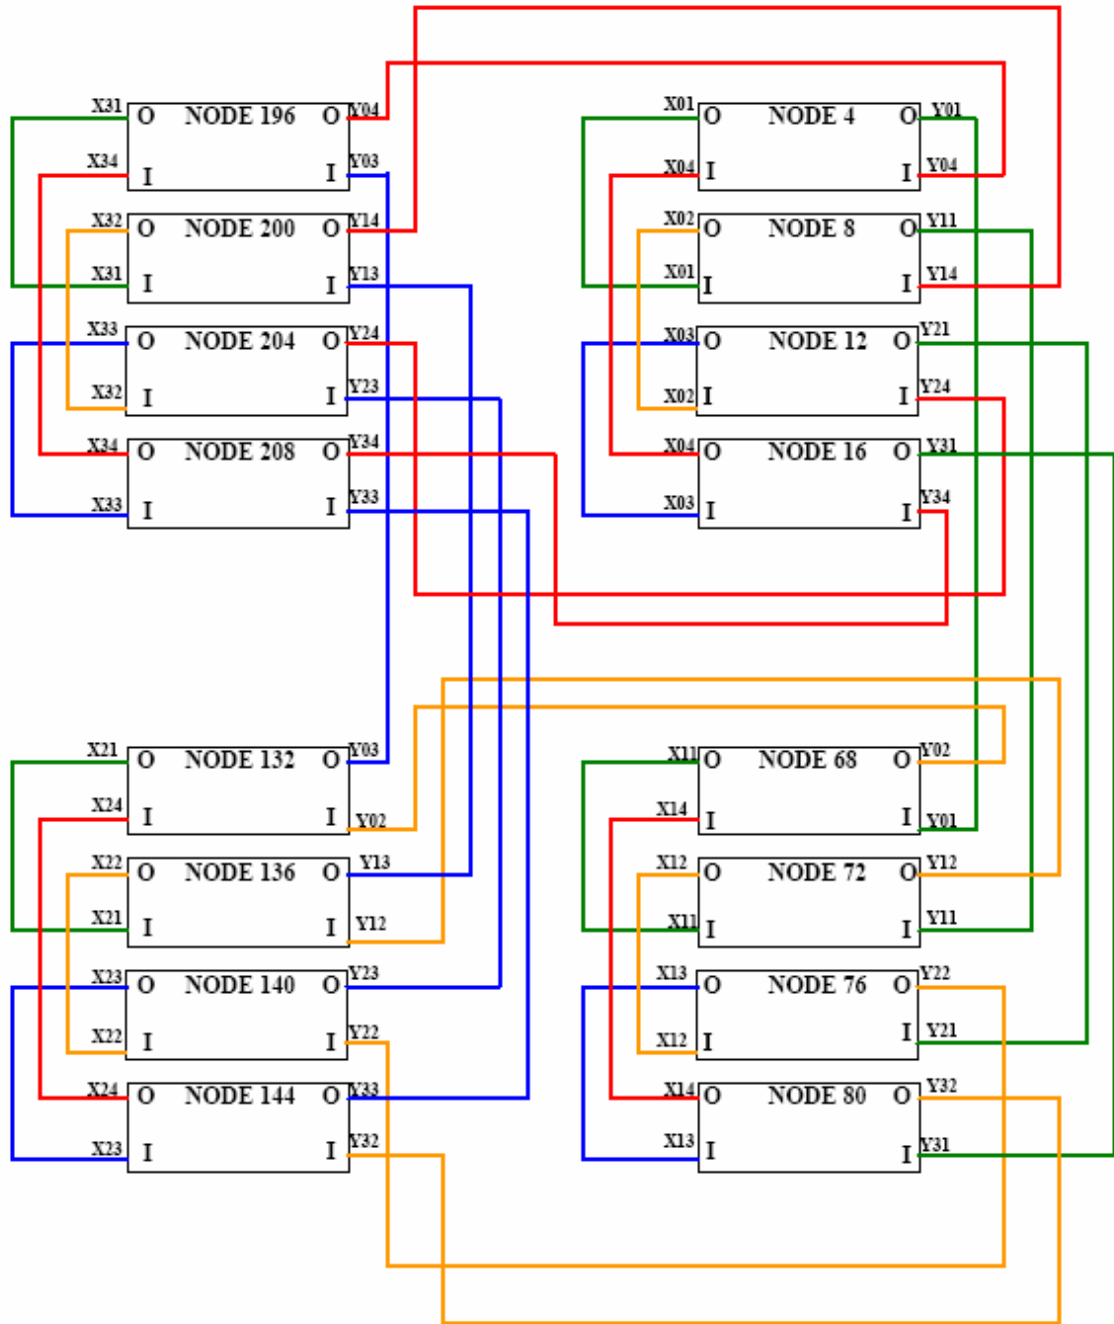 X31 O NODE 196 O Y04
X34 I I Y03
X32 O NODE 200 O Y14
X31 I I Y13
X33 O NODE 204 O Y24
X32 I I Y23
X34 O NODE 208 O Y34
X33 I I Y33
X01 O NODE 4 O Y01
X04 I I Y04
X02 O NODE 8 O Y11
X01 I I Y14
X03 O NODE 12 O Y21
X02 I I Y24
X04 O NODE 16 O Y31
X03 I I Y34
X21 O NODE 132 O Y03
X24 I I Y02
X22 O NODE 136 O Y13
X21 I I Y12
X23 O NODE 140 O Y23
X22 I I Y22
X24 O NODE 144 O Y33
X23 I I Y32
X11 O NODE 68 O Y02
X14 I I Y01
X12 O NODE 72 O Y12
X11 I I Y11
X13 O NODE 76 O Y22
X12 I I Y21
X14 O NODE 80 O Y32
X13 I I Y31